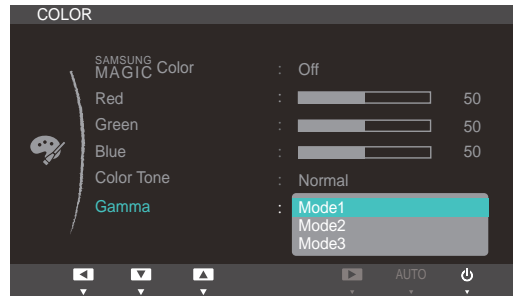 COLOR
SAMSUNG MAGIC Color : Off
Red : 50
Green : 50
Blue : 50
Color Tone : Normal
Gamma : Mode1
Mode2
Mode3
AUTO